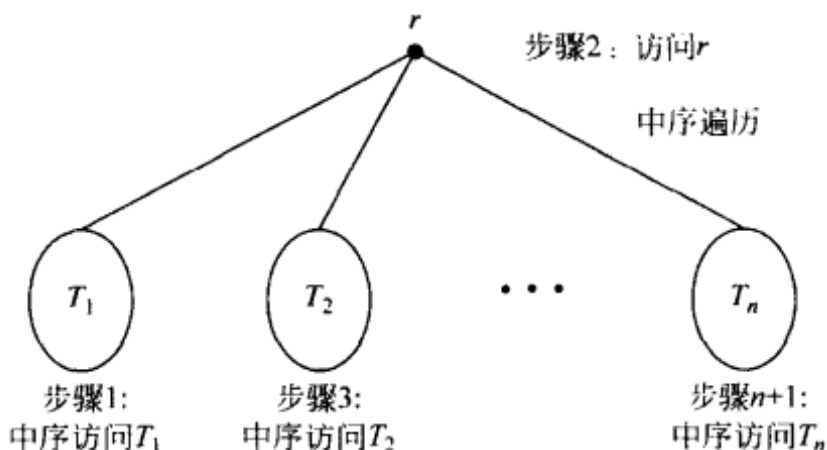 r
步骤2：访问r
中序遍历
T₁
T₂
...
Tₙ
步骤1:
中序访问T₁
步骤3:
中序访问T₂
步骤n+1:
中序访问Tₙ